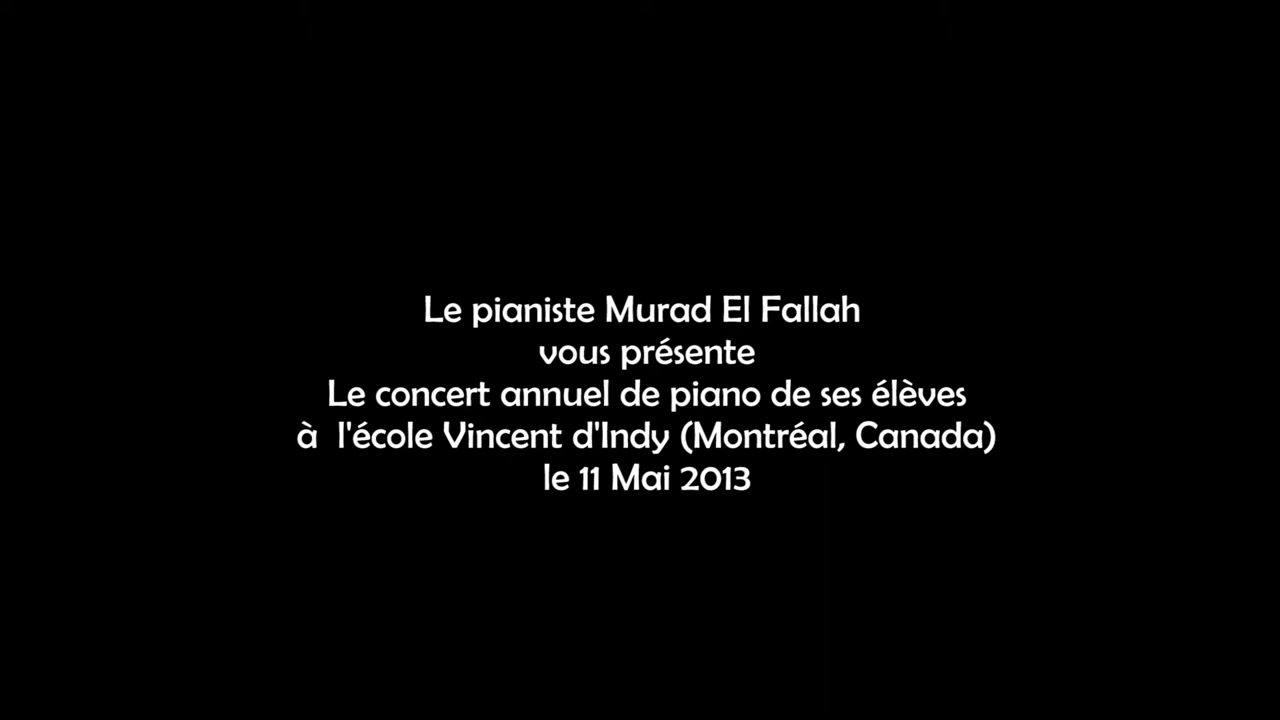 Le pianiste Murad El Fallah
vous présente
Le concert annuel de piano de ses élèves
à l'école Vincent d'Indy (Montréal, Canada)
le 11 Mai 2013